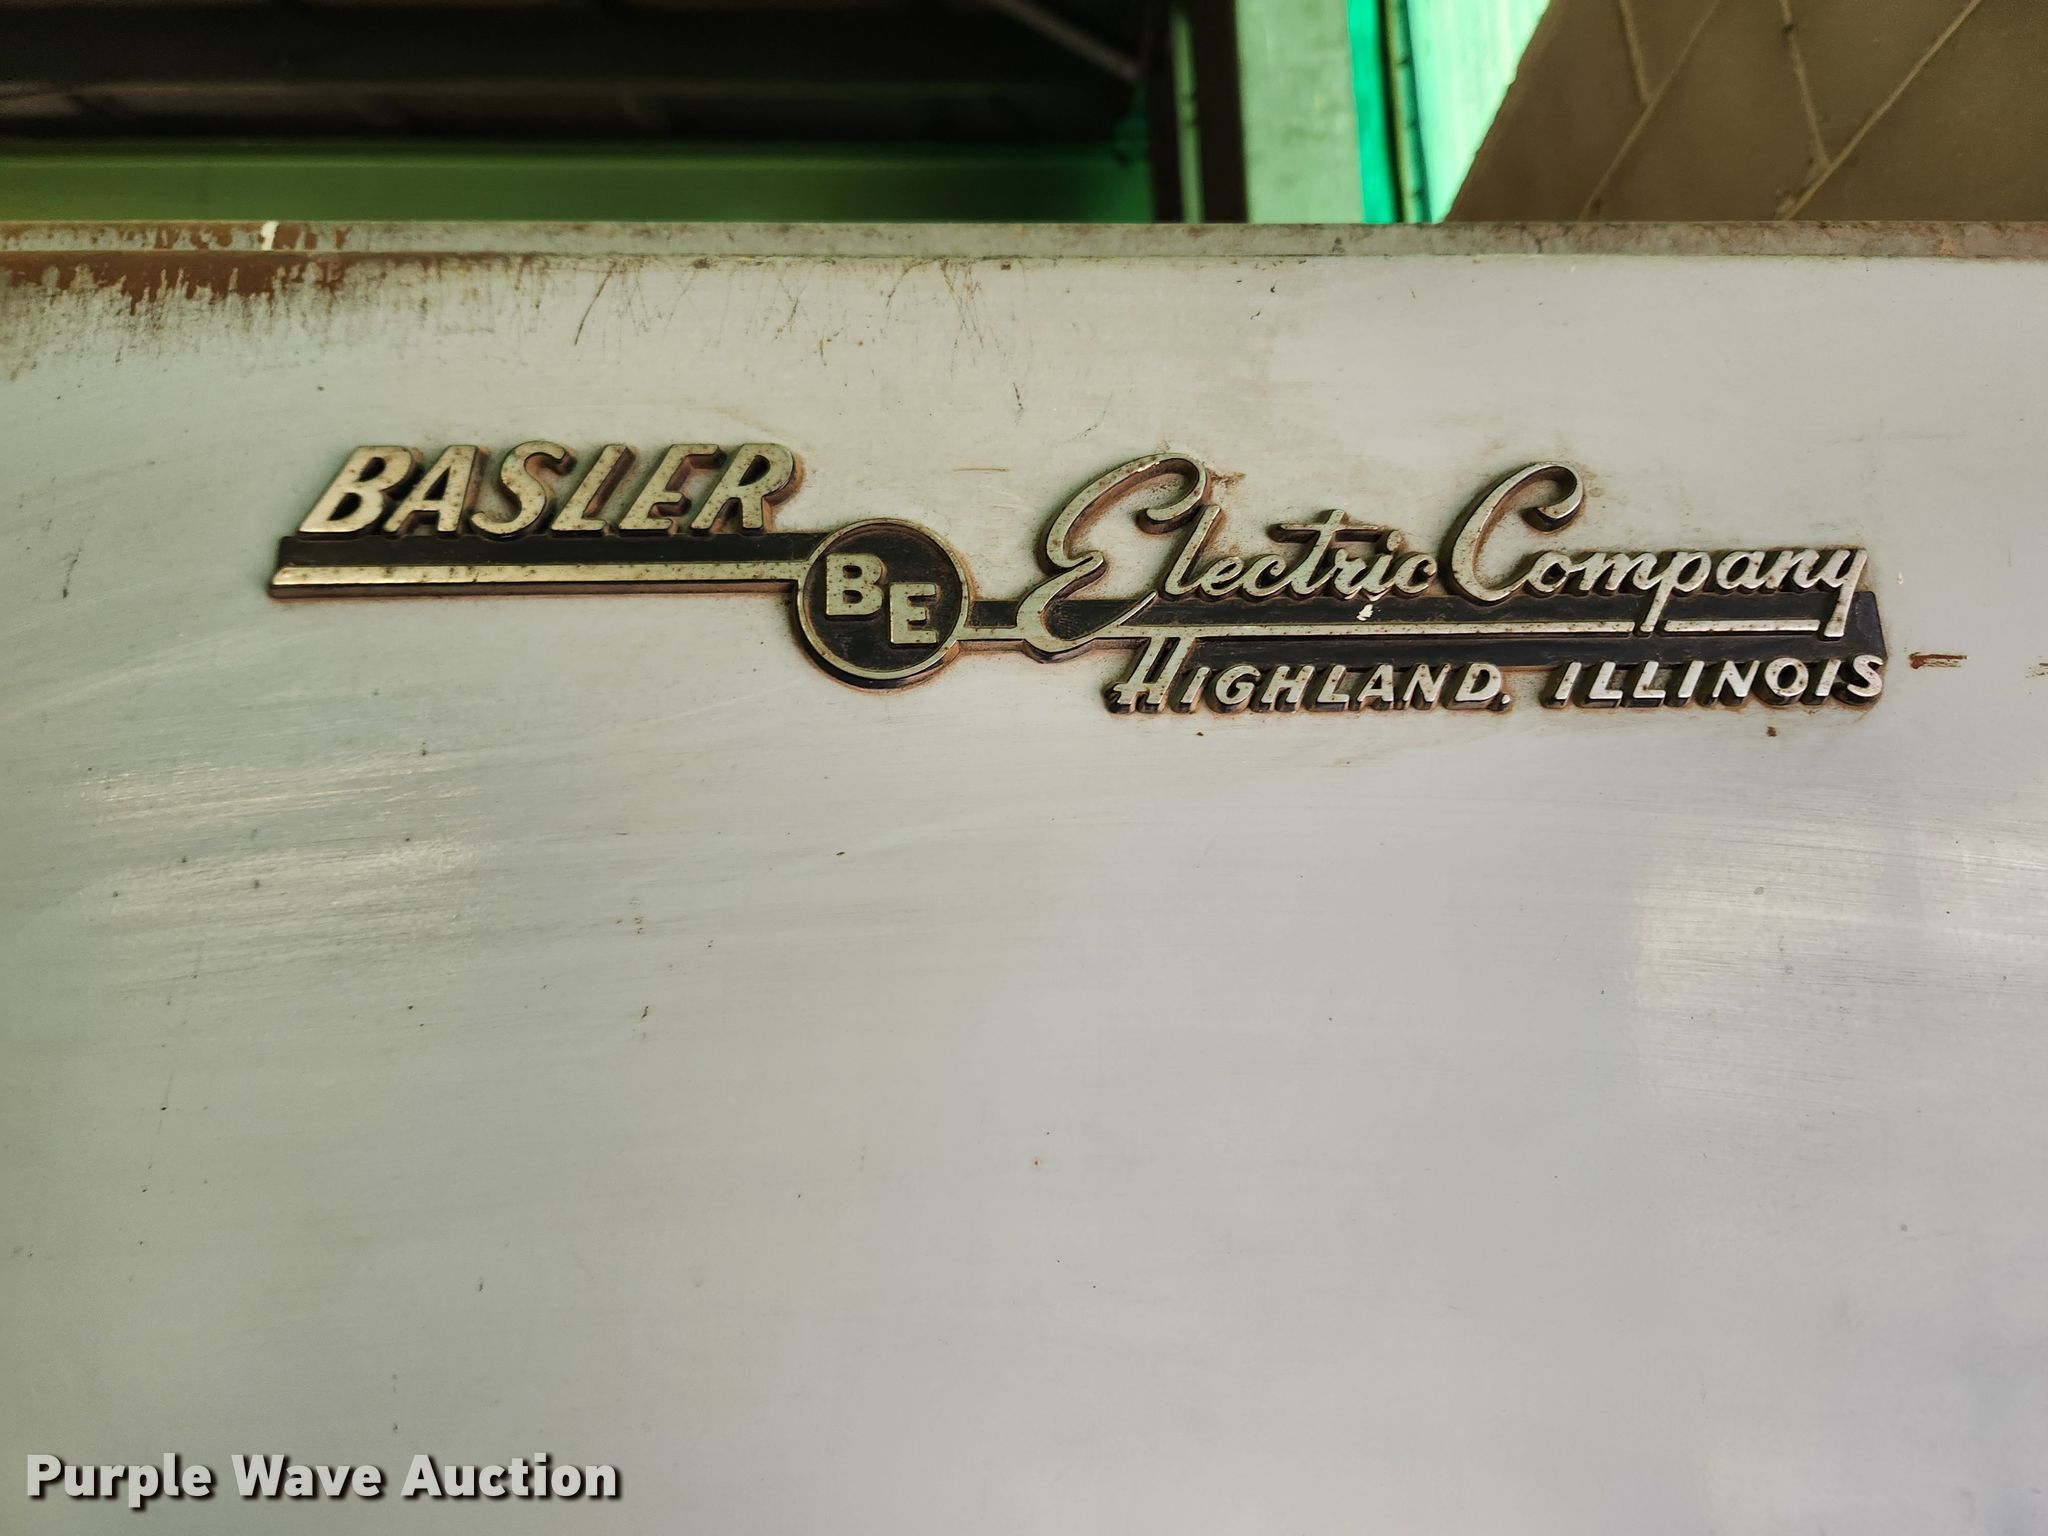 BASLER
BE
Electric Company
HIGHLAND, ILLINOIS
Purple Wave Auction